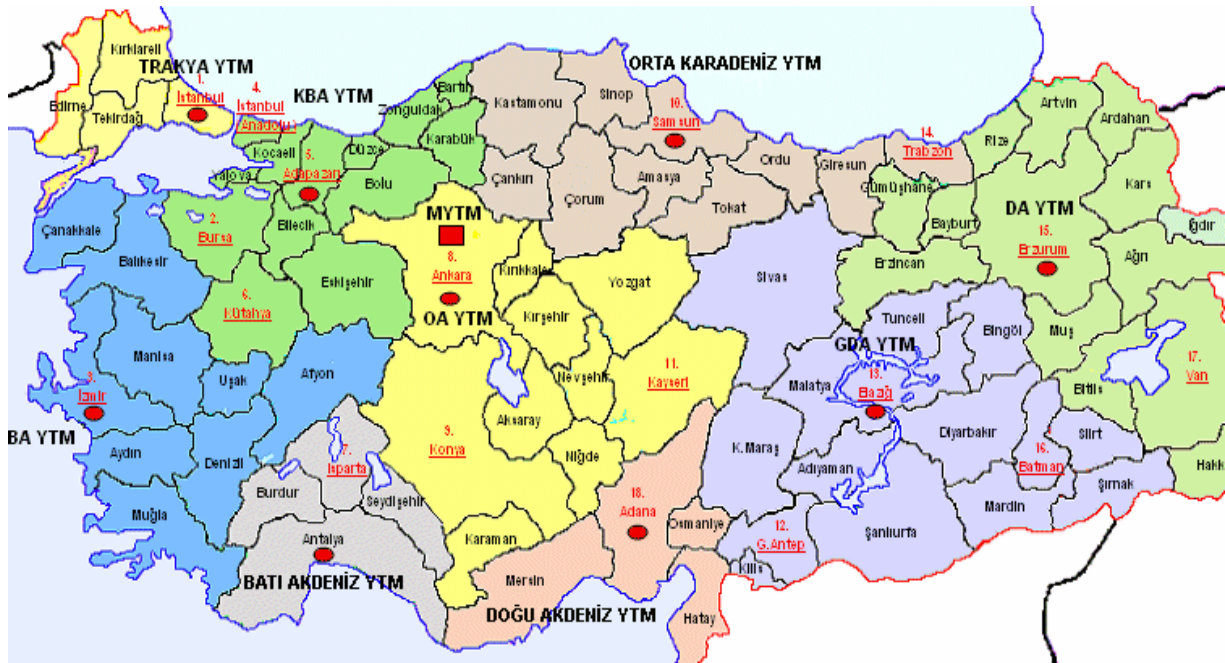 Kırklareli
TRAKYA YTM
ORTA KARADENİZ YTM
1.
İstanbul
4.
İstanbul
(Anadolu)
KBA YTM
Edirne
Tekirdağ
Bartın
Zonguldak
Karabük
Kastamonu
Sinop
10.
Samsun
Artvin
Ardahan
Kocaeli
Yalova
5.
Adapazarı
Düzce
Bolu
Çankırı
Çorum
Amasya
Tokat
Ordu
Giresun
14.
Trabzon
Rize
Gümüşhane
Bayburt
Kars
DA YTM
15.
Erzurum
Iğdır
Ağrı
Çanakkale
Balıkesir
2.
Bursa
Bilecik
MYTM
8.
Ankara
Kırıkkale
Yozgat
Sivas
Erzincan
Eskişehir
6.
Kütahya
OA YTM
Kırşehir
Tunceli
Bingöl
Muş
GDA YTM
Manisa
Uşak
Afyon
Nevşehir
11.
Kayseri
Malatya
13.
Elazığ
Bitlis
17.
Van
3.
İzmir
BA YTM
Aydın
Denizli
7.
Isparta
9.
Konya
Aksaray
Niğde
K.Maraş
Adıyaman
Diyarbakır
16.
Batman
Siirt
Hakk
Şırnak
Mardin
Muğla
Burdur
Seydişehir
18.
Adana
Osmaniye
12.
G.Antep
Şanlıurfa
Antalya
Karaman
Kilis
BATI AKDENİZ YTM
Mersin
DOĞU AKDENİZ YTM
Hatay